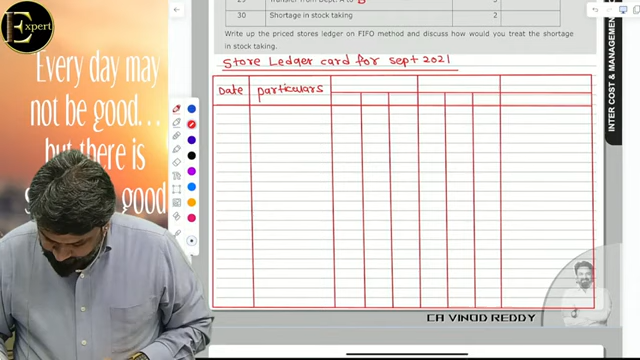 Expert
Every day may
not be good...
but there is
good
Transfer from Dept. A to
30 Shortage in stock taking 2
Write up the priced stores ledger on FIFO method and discuss how would you treat the shortage
in stock taking.
Store Ledger card for Sept 2021
Date particulars
INTER COST & MANAGEMENT
CA VINOD REDDY